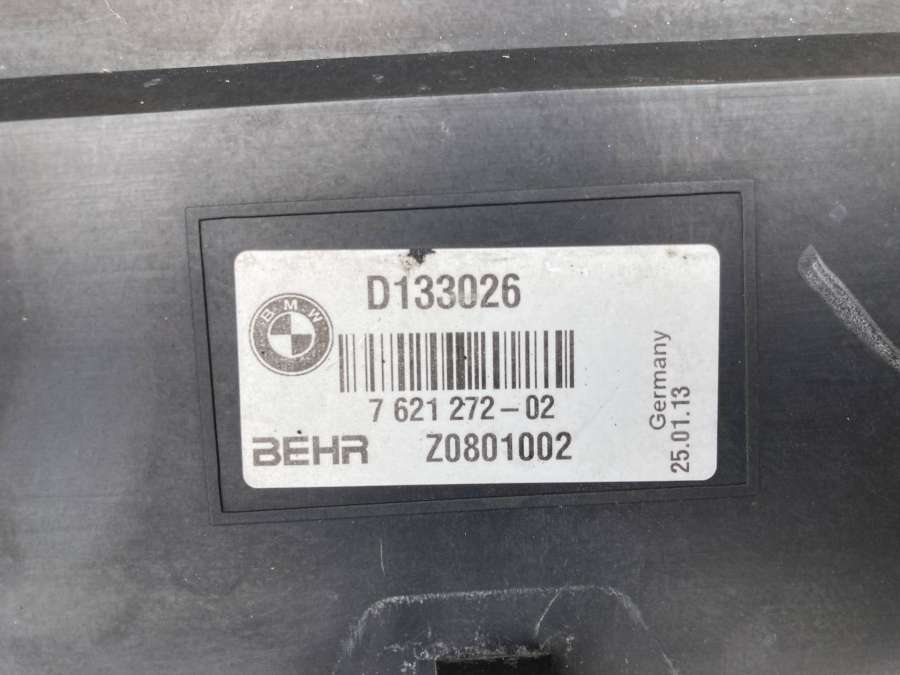 D133026
BMW
7 621 272-02
BEHR Z0801002
Germany
25.01.13